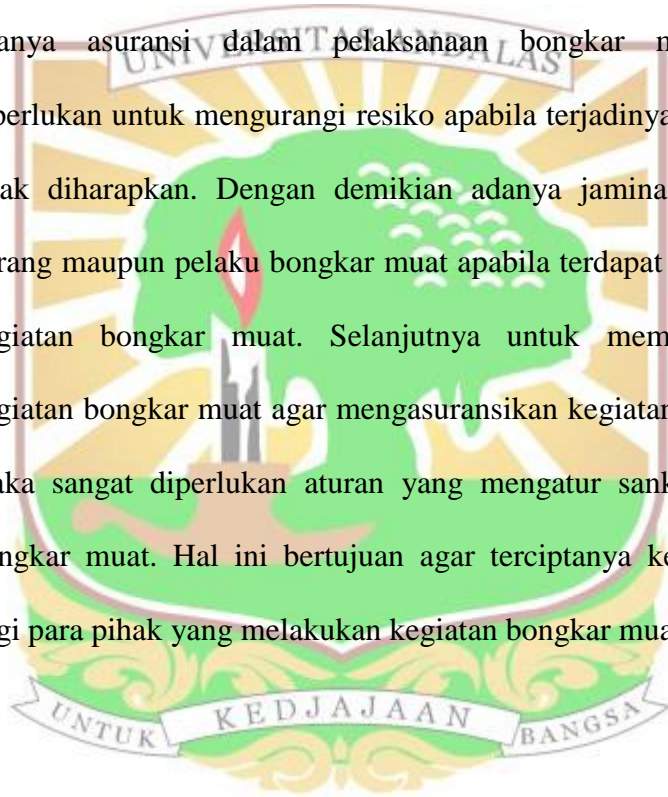 UNIVERSITAS ANDALAS
anya asuransi dalam pelaksanaan bongkar m
perlukan untuk mengurangi resiko apabila terjadinya
ak diharapkan. Dengan demikian adanya jamina
rang maupun pelaku bongkar muat apabila terdapat
giatan bongkar muat. Selanjutnya untuk mem
giatan bongkar muat agar mengasuransikan kegiatan
aka sangat diperlukan aturan yang mengatur sank
ngkar muat. Hal ini bertujuan agar terciptanya ke
gi para pihak yang melakukan kegiatan bongkar mua
UNTUK KEDJAJAAN BANGSA